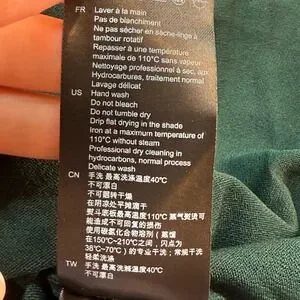 FR Laver à la main
Pas de blanchiment
Ne pas sécher en sèche-linge à
tambour rotatif
Repasser à une température
maximale de 110°C sans vapeur
Nettoyage professionnel à sec, aux
Hydrocarbures, traitement normal
Lavage délicat
US Hand wash
Do not bleach
Do not tumble dry
Drip flat drying in the shade
Iron at a maximum temperature of
110°C without steam
Professional dry cleaning in
hydrocarbons, normal process
Delicate wash
CN 手洗 最高洗涤温度40℃
不可漂白
不可翻转干燥
在阴凉处平摊滴干
熨斗底板最高温度110℃ 蒸气熨烫可
能造成不可回复的损伤
使用碳氢化合物溶剂（蒸馏
在150℃~210℃之间，闪点为
38℃~70℃）的专业干洗；常规干洗
轻柔洗涤
TW 手洗 最高洗滌溫度40℃
不可漂白